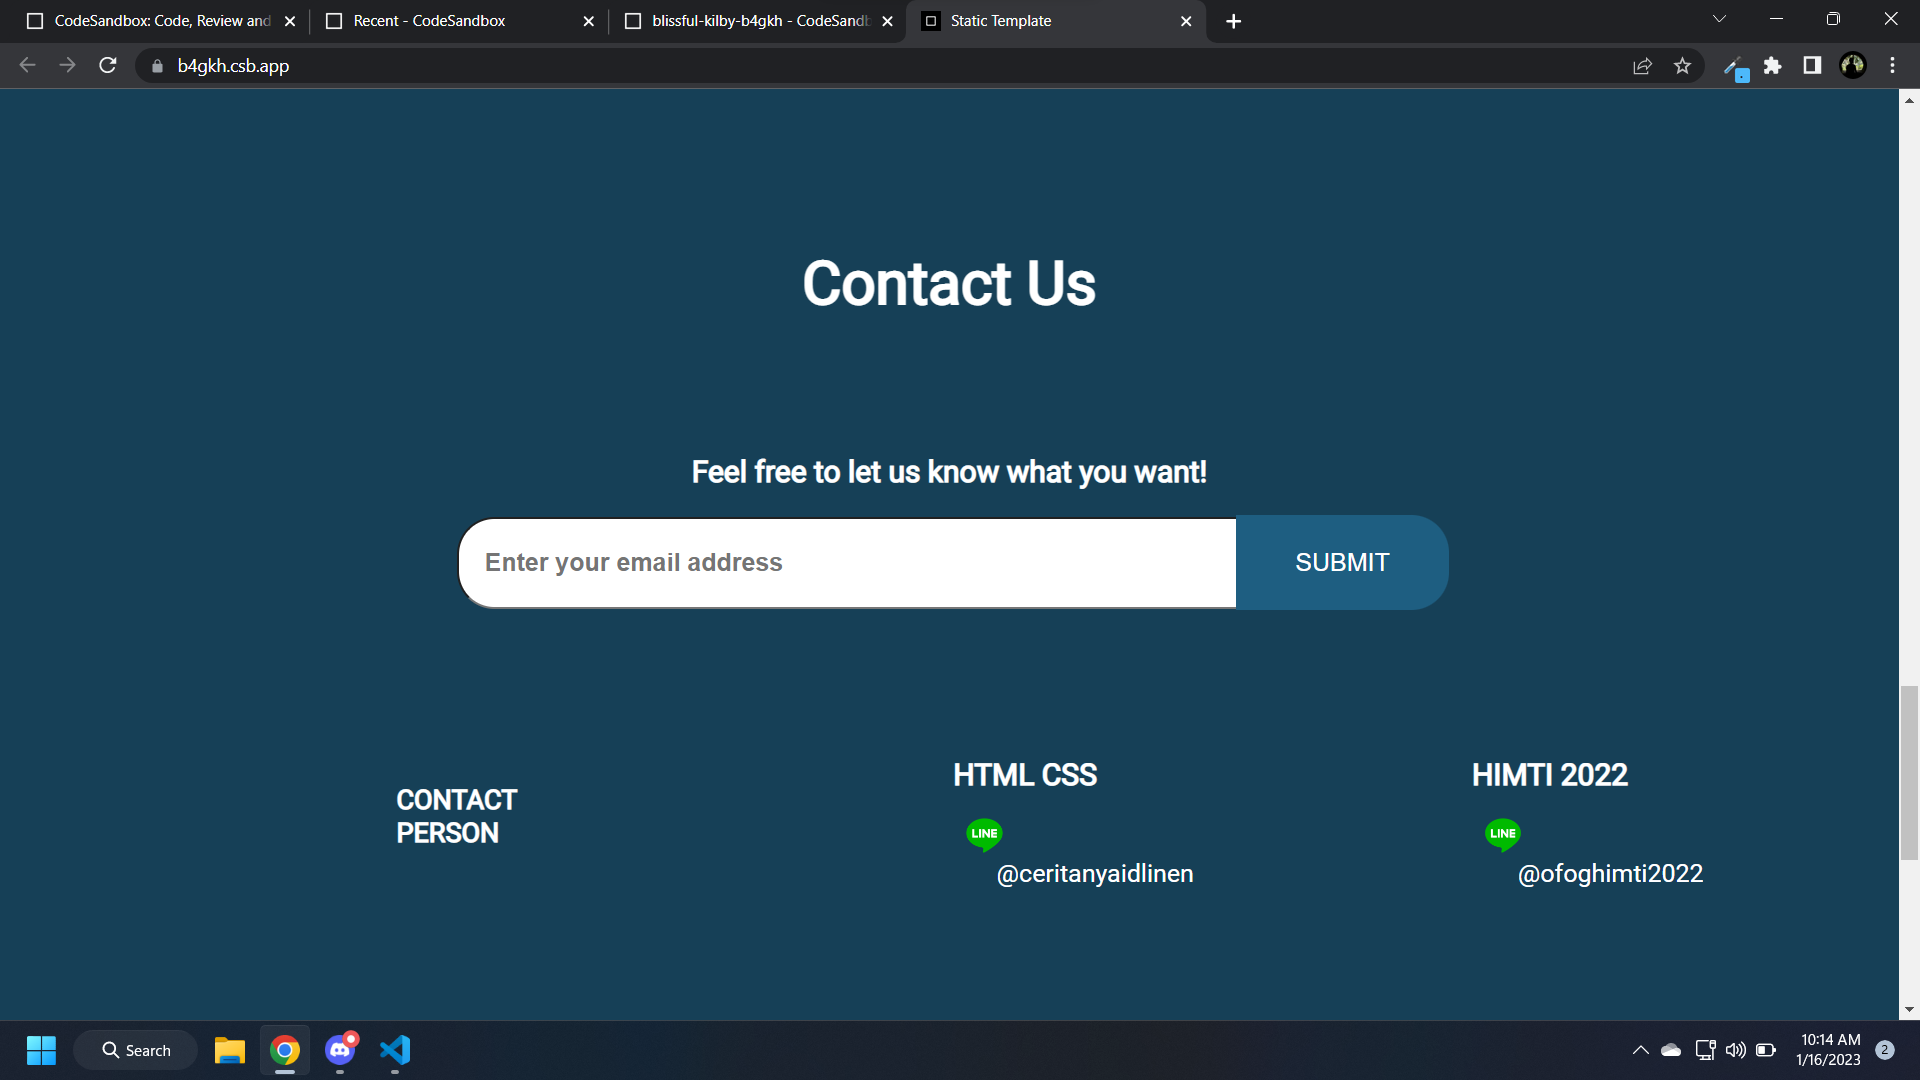 CodeSandbox: Code, Review and
Recent - CodeSandbox
blissful-kilby-b4gkh - CodeSandb
Static Template
b4gkh.csb.app
Contact Us
Feel free to let us know what you want!
Enter your email address
SUBMIT
CONTACT
PERSON
HTML CSS
LINE
@ceritanyaidlinen
HIMTI 2022
LINE
@ofoghimti2022
Search
10:14 AM
1/16/2023
2